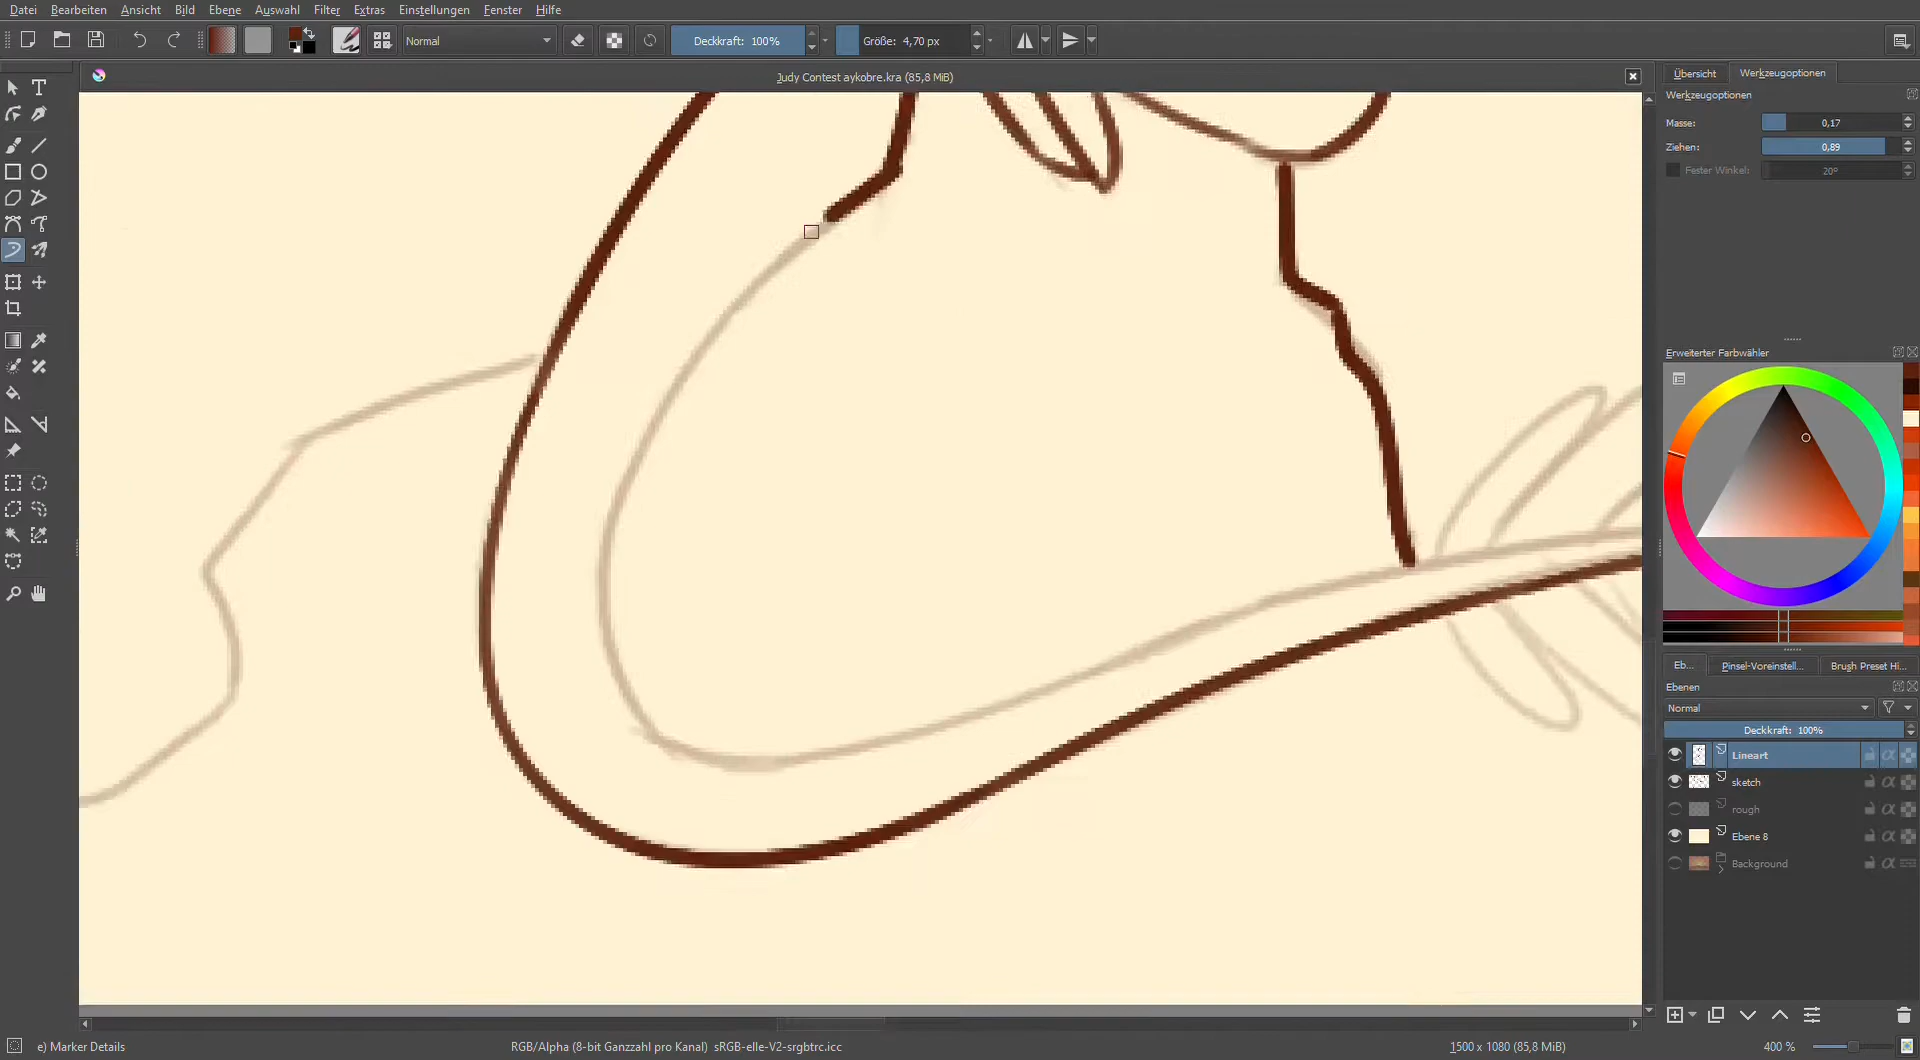 Datei Bearbeiten Ansicht Bild Ebene Auswahl Filter Extras Einstellungen Fenster Hilfe
Normal Deckkraft: 100% Größe: 4,70 px
Judy Contest aykobre.kra (85,8 MiB)
Übersicht Werkzeugoptionen
Werkzeugoptionen
Masse: 0,17
Ziehen: 0,89
Fester Winkel: 20°
Erweiterter Farbwähler
Eb... Pinsel-Voreinstell... Brush Preset Hi...
Ebenen
Normal
Deckkraft: 100%
Lineart
sketch
rough
Ebene 8
Background
e) Marker Details RGB/Alpha (8-bit Ganzzahl pro Kanal) sRGB-elle-V2-srgbtrc.icc 1500 x 1080 (85,8 MiB) 400 %